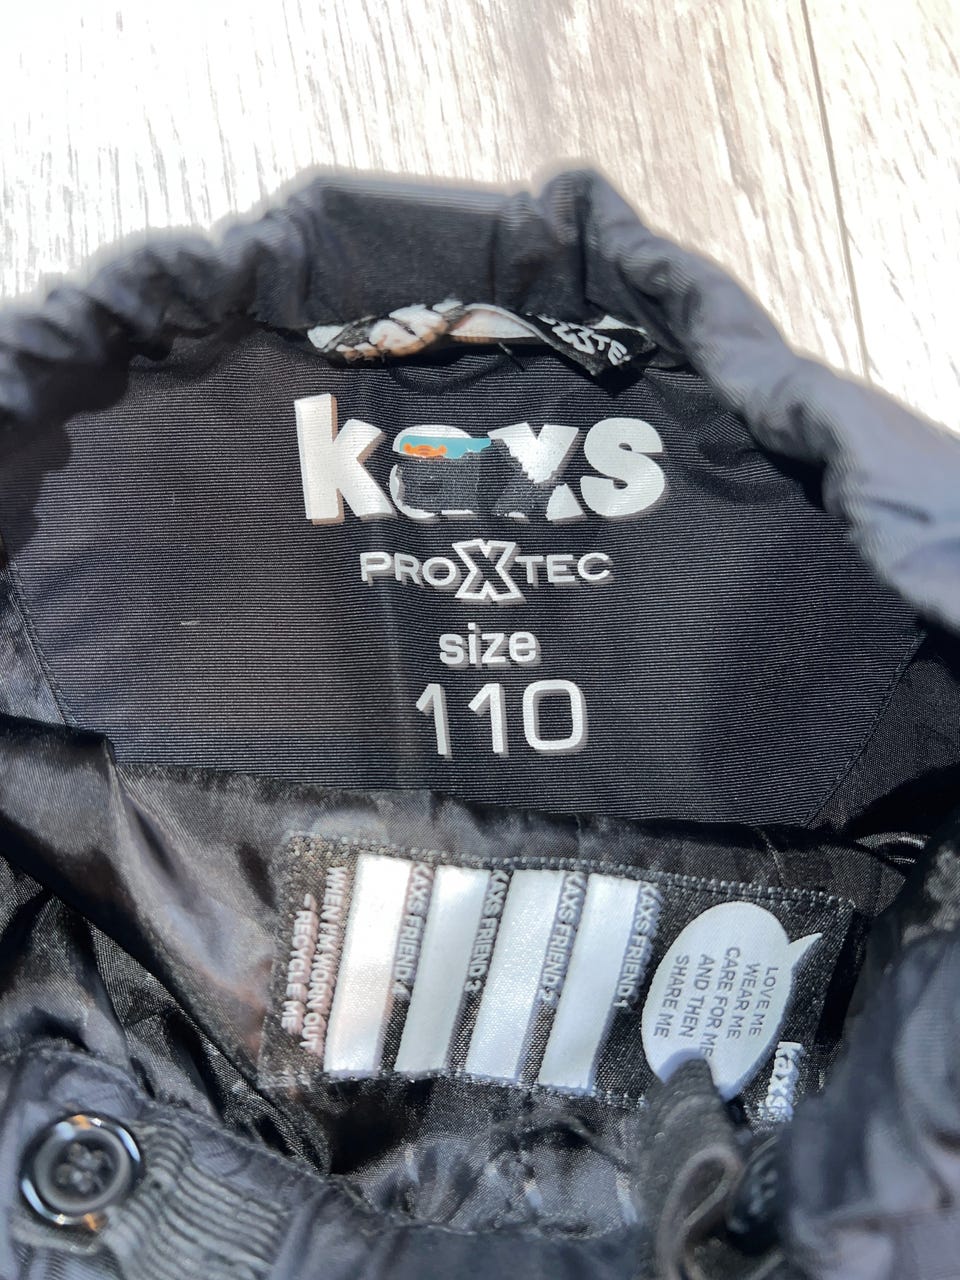 kaxs
PROXTEC
size
110
LOVE ME
WEAR ME
CARE FOR ME
AND THEN
SHARE ME
kaxs
KAXS FRIEND 1
KAXS FRIEND 2
KAXS FRIEND 3
KAXS FRIEND 4
WHEN I'M WORN OUT
- RECYCLE ME